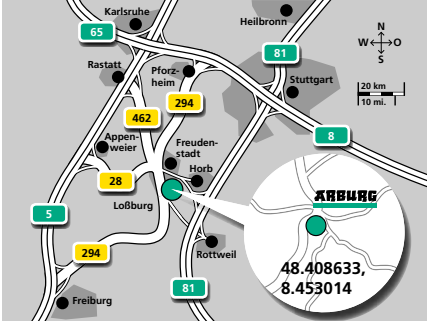 Karlsruhe
Heilbronn
65
N
W O
S
81
Rastatt
Pforz-
heim
Stuttgart
20 km
10 mi.
294
462
8
Appen-
weier
Freuden-
stadt
Horb
28
ARBURG
Loßburg
5
294
Rottweil
48.408633,
8.453014
81
Freiburg